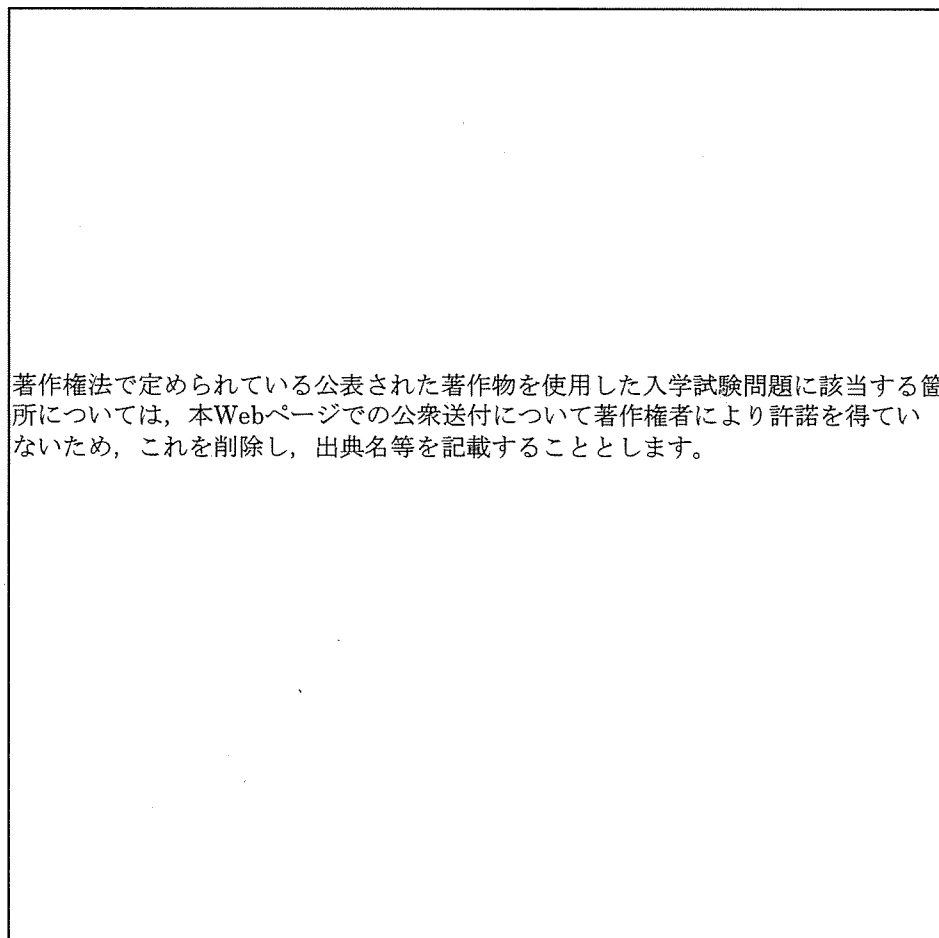 著作権法で定められている公表された著作物を使用した入学試験問題に該当する箇
所については，本Webページでの公衆送付について著作権者により許諾を得てい
ないため，これを削除し，出典名等を記載することとします。